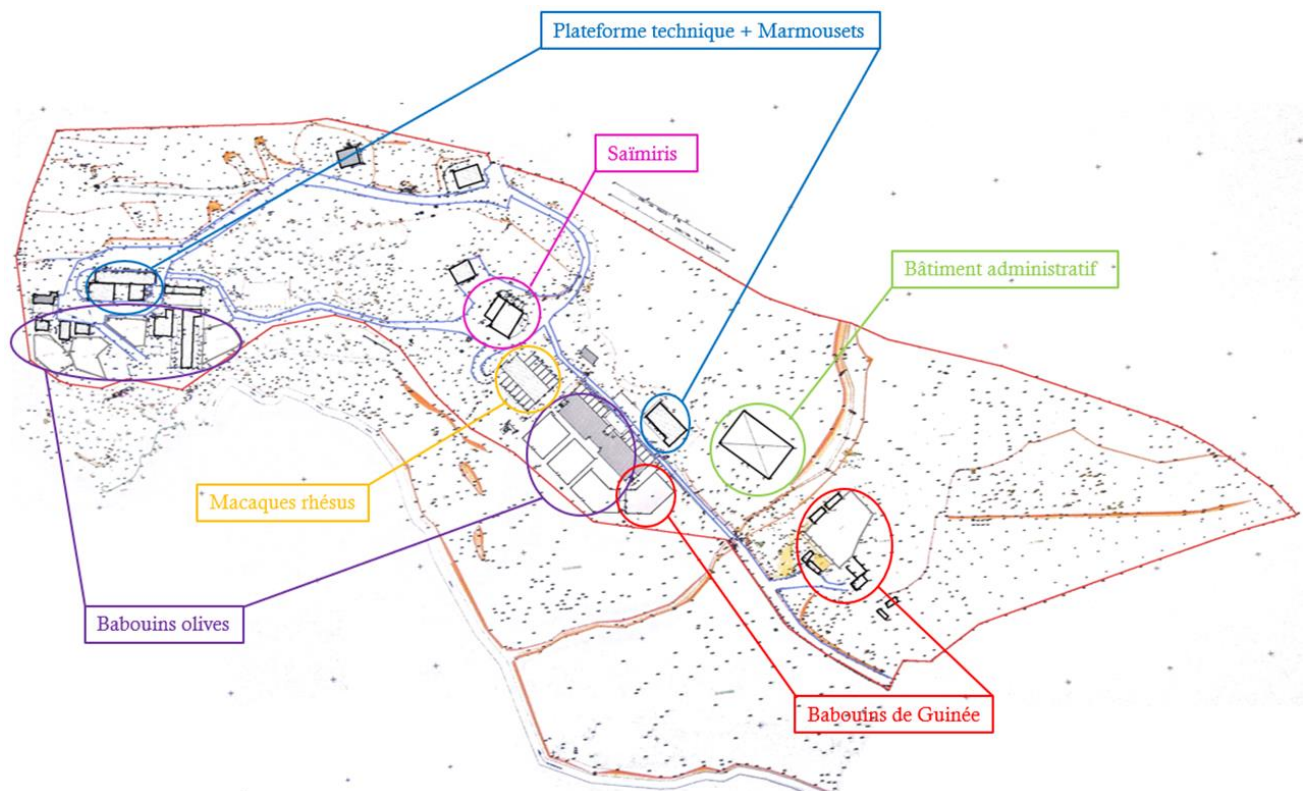 Plateforme technique + Marmousets
Saïmiris
Bâtiment administratif
Macaques rhésus
Babouins olives
Babouins de Guinée